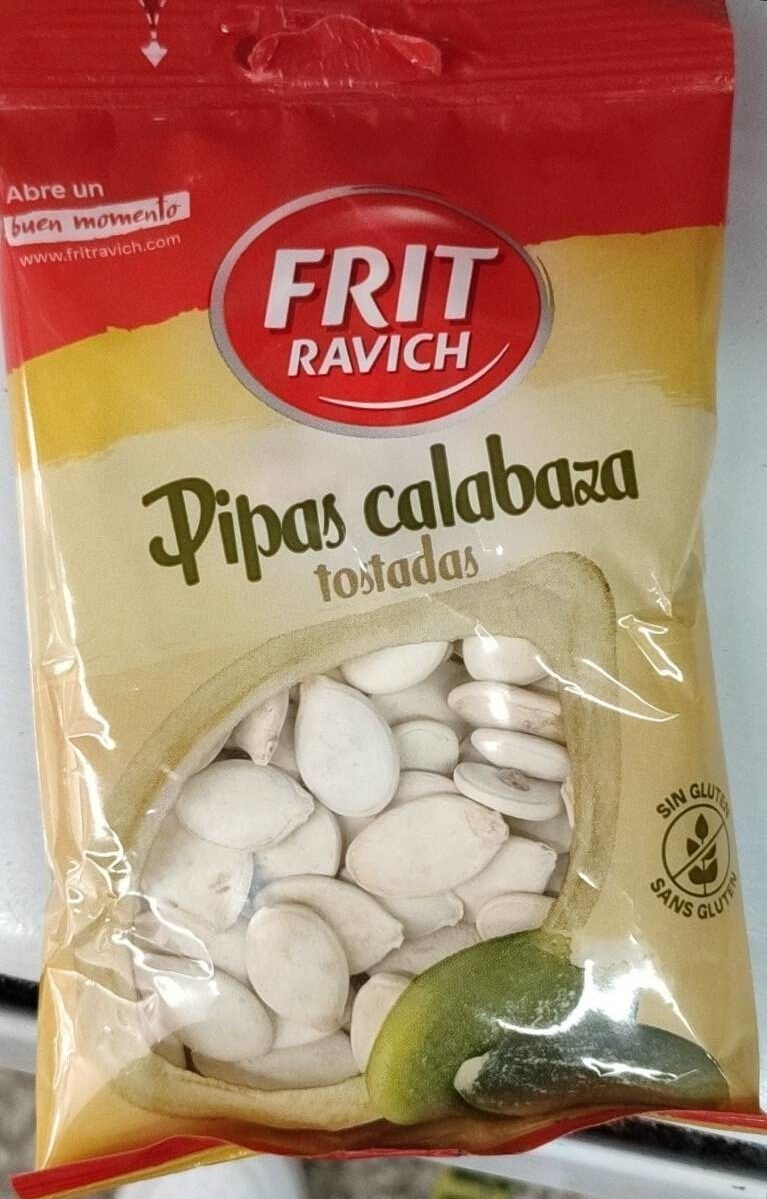 Abre un
buen momento
www.fritravich.com
FRIT
RAVICH
Pipas calabaza
tostadas
SIN GLUTEN
SANS GLUTEN